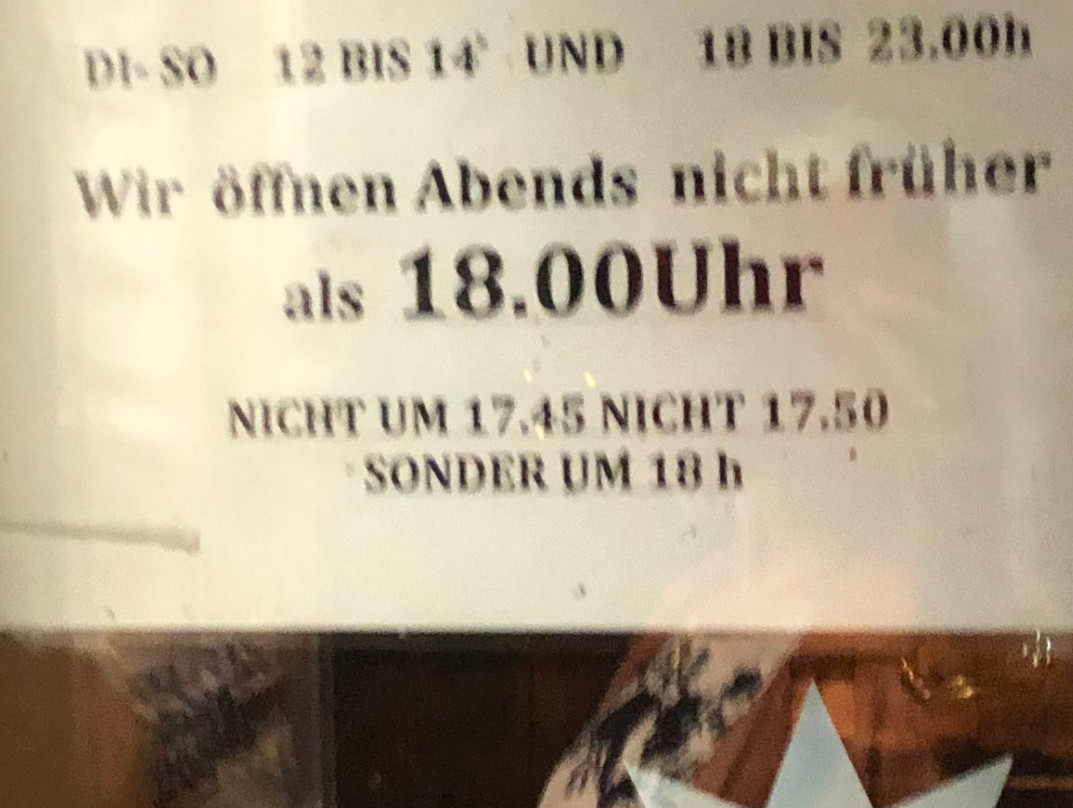 DI-SO 12 BIS 14h UND 18 BIS 23.00h
Wir öffnen Abends nicht früher
als 18.00Uhr
NICHT UM 17.45 NICHT 17.50
SONDER UM 18 h